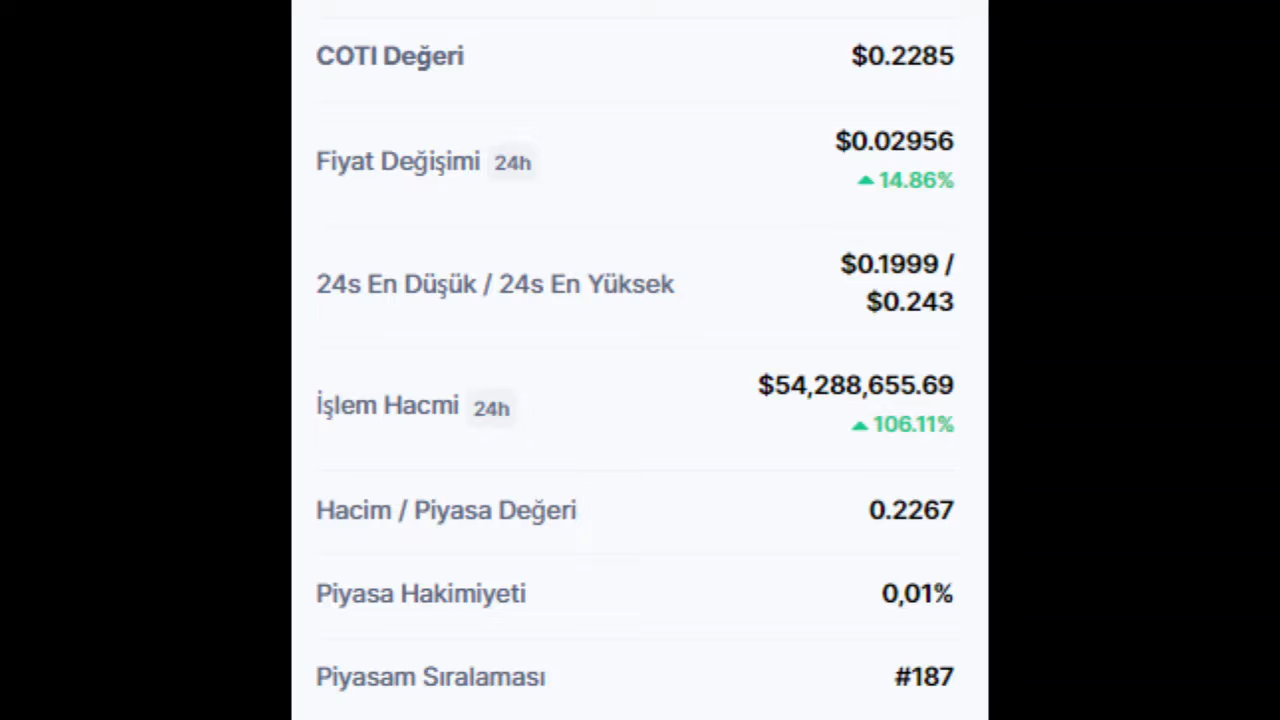 COTI Değeri $0.2285
Fiyat Değişimi 24h $0.02956
▲ 14.86%
24s En Düşük / 24s En Yüksek $0.1999 /
$0.243
İşlem Hacmi 24h $54,288,655.69
▲ 106.11%
Hacim / Piyasa Değeri 0.2267
Piyasa Hakimiyeti 0,01%
Piyasam Sıralaması #187